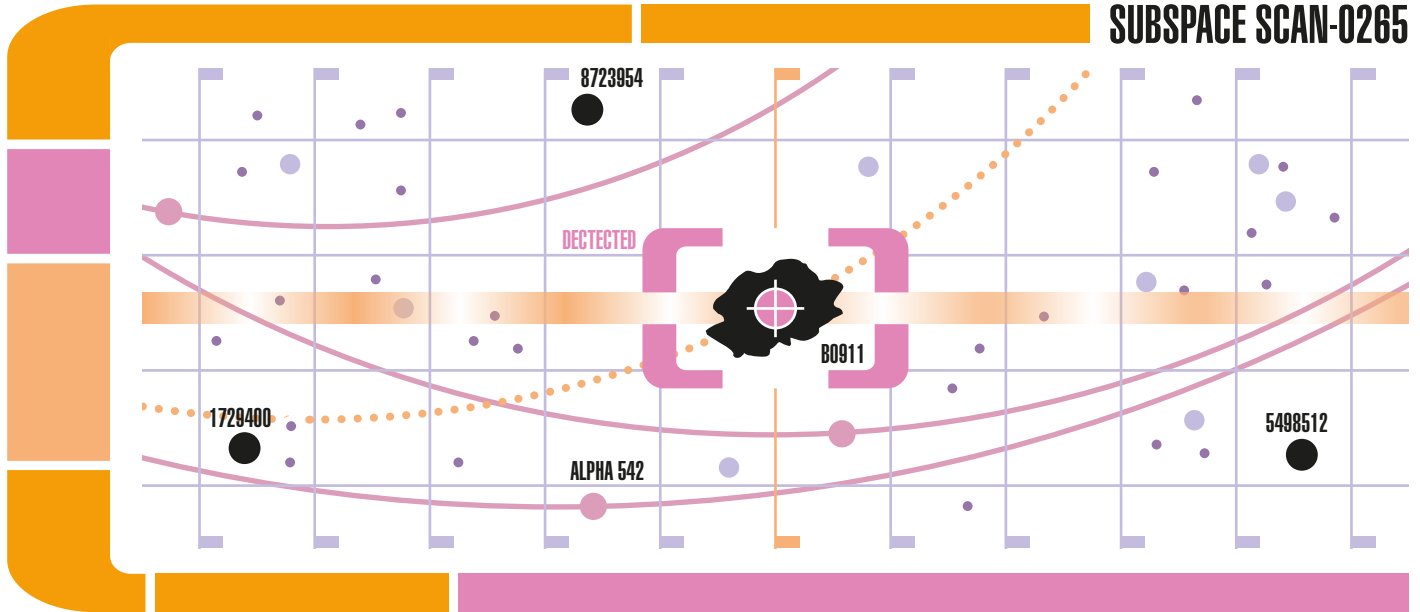 SUBSPACE SCAN-0265
8723954
DECTECTED
B0911
1729400
5498512
ALPHA 542